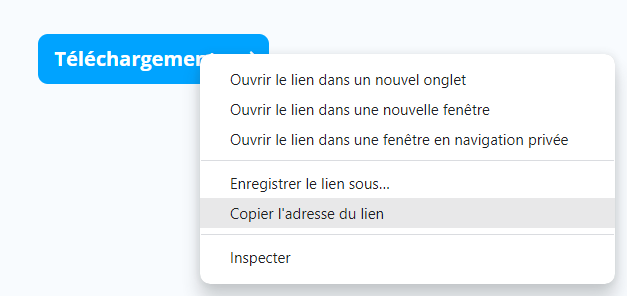 Téléchargement
Ouvrir le lien dans un nouvel onglet
Ouvrir le lien dans une nouvelle fenêtre
Ouvrir le lien dans une fenêtre en navigation privée
Enregistrer le lien sous...
Copier l'adresse du lien
Inspecter